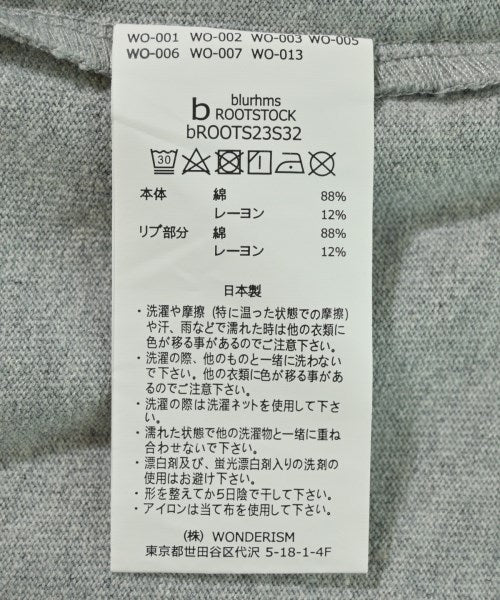 WO-001 WO-002 WO-003 WO-005
WO-006 WO-007 WO-013
b blurhms
ROOTSTOCK
bROOTS23S32
30
本体 綿 88%
レーヨン 12%
リブ部分 綿 88%
レーヨン 12%
日本製
・洗濯や摩擦 (特に温った状態での摩擦)
や汗、雨などで濡れた時は他の衣類に
色が移る事があるのでご注意下さい。
・洗濯の際、他のものと一緒に洗わない
で下さい。他の衣類に色が移る事があ
るのでご注意下さい。
・洗濯の際は洗濯ネットを使用して下さ
い。
・濡れた状態で他の洗濯物と一緒に重ね
合わせないで下さい。
・漂白剤及び、蛍光漂白剤入りの洗剤の
使用はお避け下さい。
・形を整えてから日陰で干して下さい。
・アイロンは当て布を使用して下さい。
(株) WONDERISM
東京都世田谷区代沢 5-18-1-4F